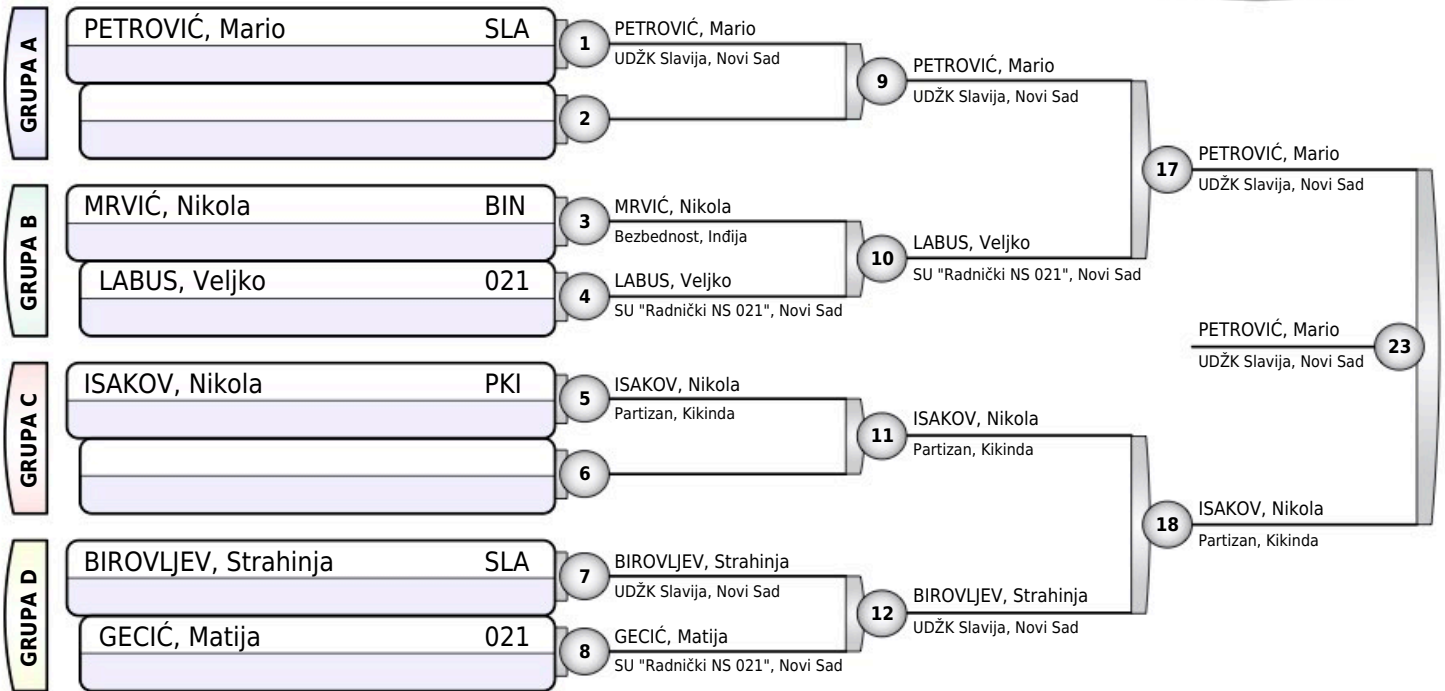 GRUPA A
PETROVIĆ, Mario SLA
1
PETROVIĆ, Mario
UDŽK Slavija, Novi Sad
2
9
PETROVIĆ, Mario
UDŽK Slavija, Novi Sad
GRUPA B
MRVIĆ, Nikola BIN
3
MRVIĆ, Nikola
Bezbednost, Inđija
LABUS, Veljko 021
4
LABUS, Veljko
SU "Radnički NS 021", Novi Sad
10
LABUS, Veljko
SU "Radnički NS 021", Novi Sad
17
PETROVIĆ, Mario
UDŽK Slavija, Novi Sad
GRUPA C
ISAKOV, Nikola PKI
5
ISAKOV, Nikola
Partizan, Kikinda
6
11
ISAKOV, Nikola
Partizan, Kikinda
GRUPA D
BIROVLJEV, Strahinja SLA
7
BIROVLJEV, Strahinja
UDŽK Slavija, Novi Sad
GECIĆ, Matija 021
8
GECIĆ, Matija
SU "Radnički NS 021", Novi Sad
12
BIROVLJEV, Strahinja
UDŽK Slavija, Novi Sad
18
ISAKOV, Nikola
Partizan, Kikinda
PETROVIĆ, Mario
UDŽK Slavija, Novi Sad
23